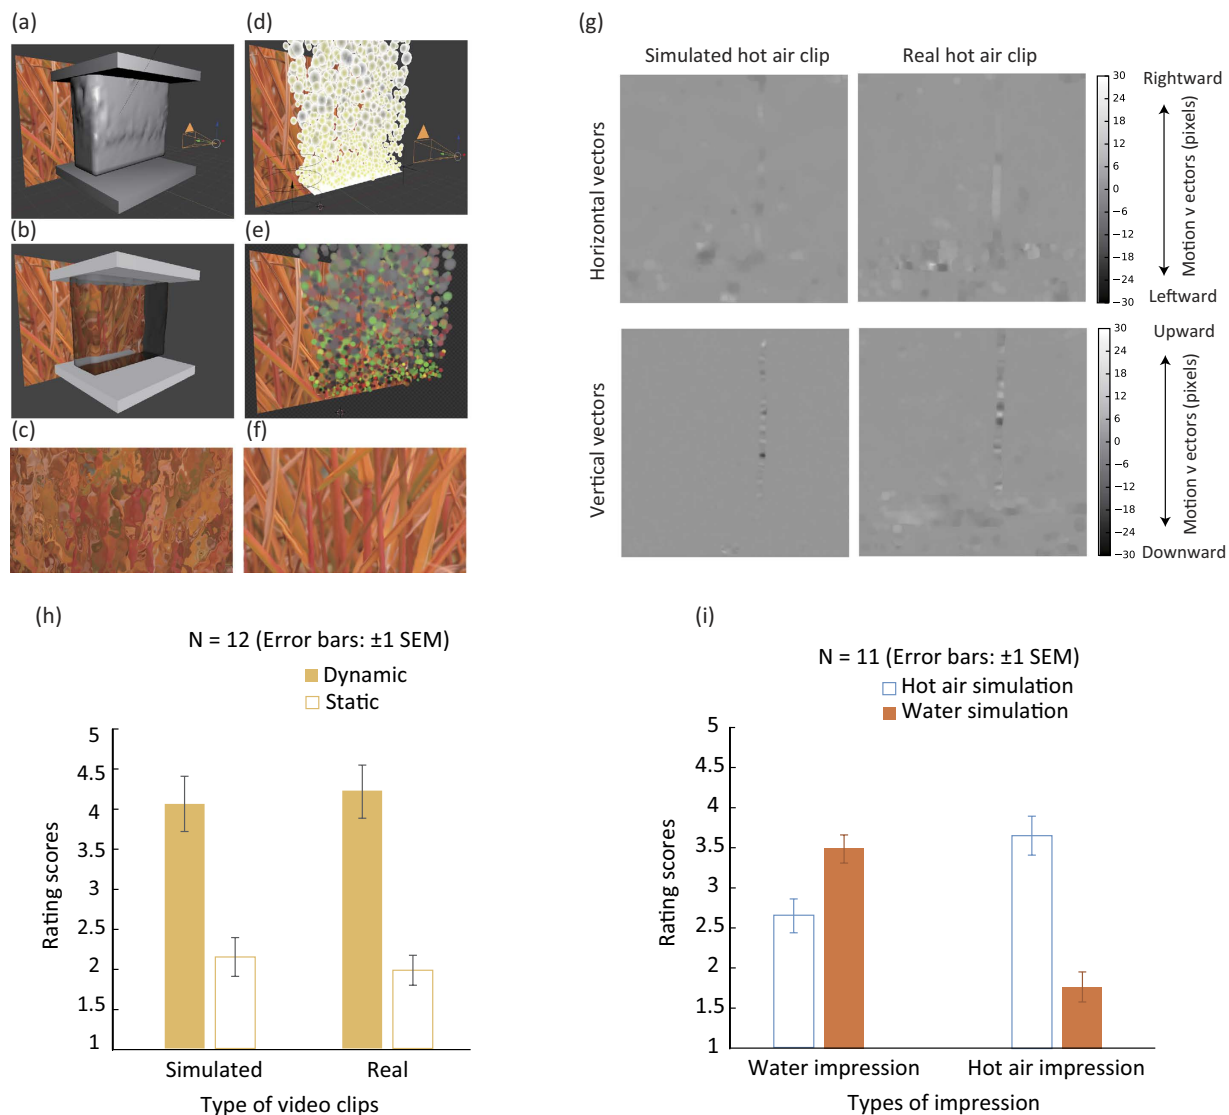 (a)
(d)
(g)
Simulated hot air clip
Real hot air clip
Horizontal vectors
30
24
18
12
6
0
−6
−12
−18
−24
−30
Rightward
Motion v ectors (pixels)
Leftward
(b)
(e)
Vertical vectors
30
24
18
12
6
0
−6
−12
−18
−24
−30
Upward
Motion v ectors (pixels)
Downward
(c)
(f)
(h)
N = 12 (Error bars: ±1 SEM)
Dynamic
Static
Rating scores
5
4.5
4
3.5
3
2.5
2
1.5
1
Simulated
Real
Type of video clips
(i)
N = 11 (Error bars: ±1 SEM)
Hot air simulation
Water simulation
Rating scores
5
4.5
4
3.5
3
2.5
2
1.5
1
Water impression
Hot air impression
Types of impression